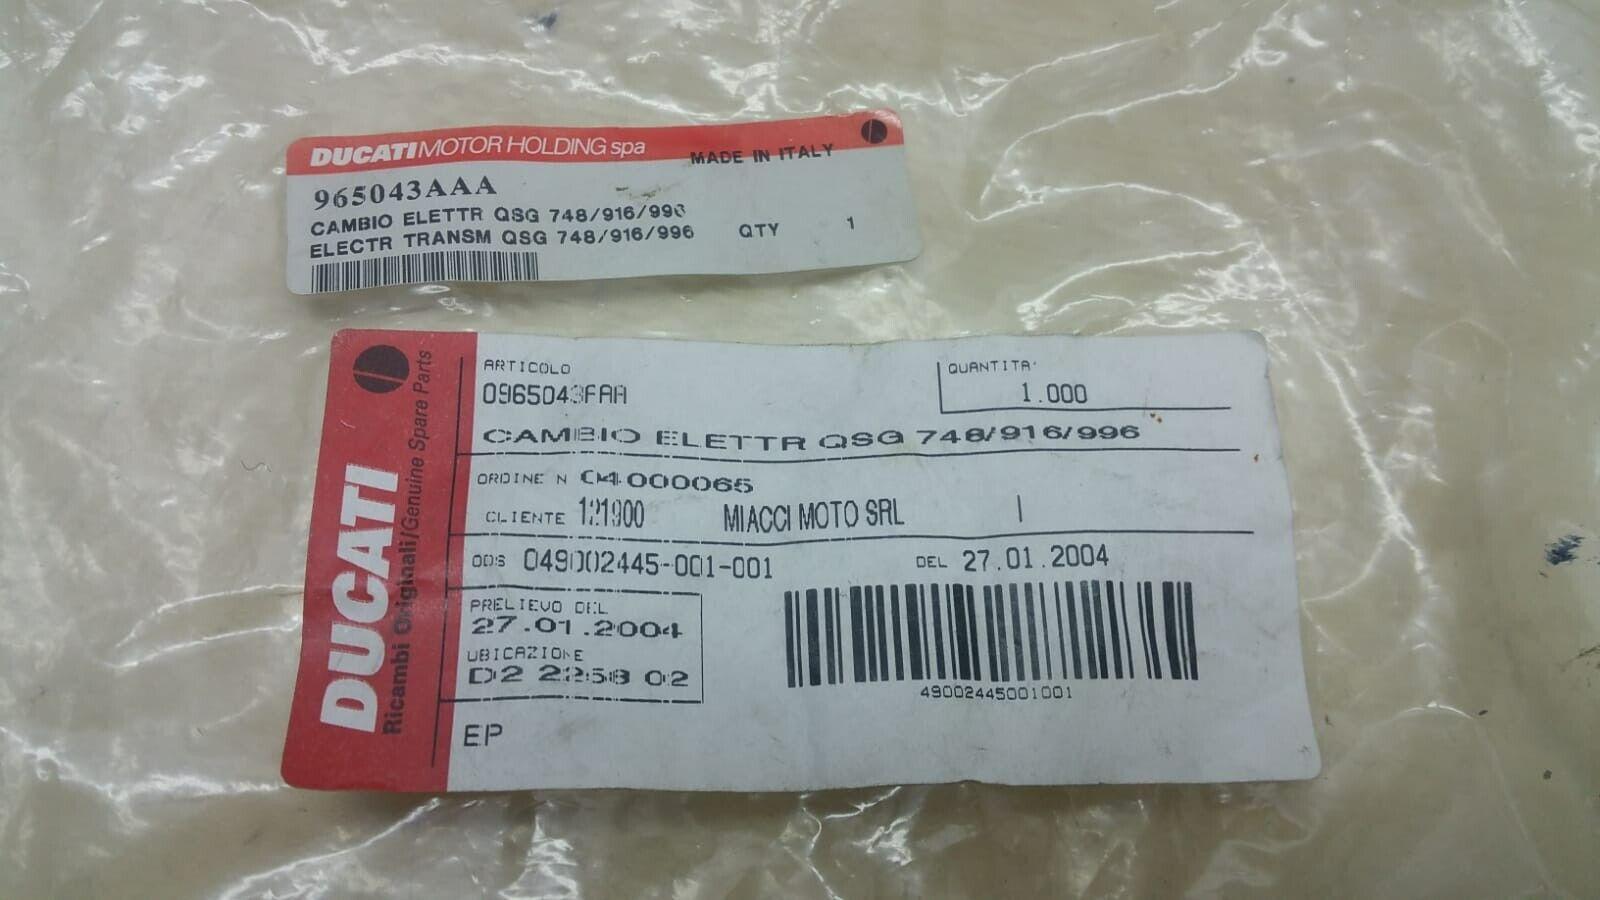 DUCATIMOTOR HOLDING spa MADE IN ITALY
965043AAA
CAMBIO ELETTR QSG 748/916/996
ELECTR TRANSM QSG 748/916/996 QTY 1
DUCATI
Ricambi Originali/Genuine Spare Parts
ARTICOLO QUANTITA'
0965043FAA 1.000
CAMBIO ELETTR QSG 748/916/996
ORDINE N 04000065
CLIENTE 121900 MIACCI MOTO SRL I
ODS 049002445-001-001 DEL 27.01.2004
PRELIEVO DEL
27.01.2004
UBICAZIONE
D2 2258 02
49002445001001
EP